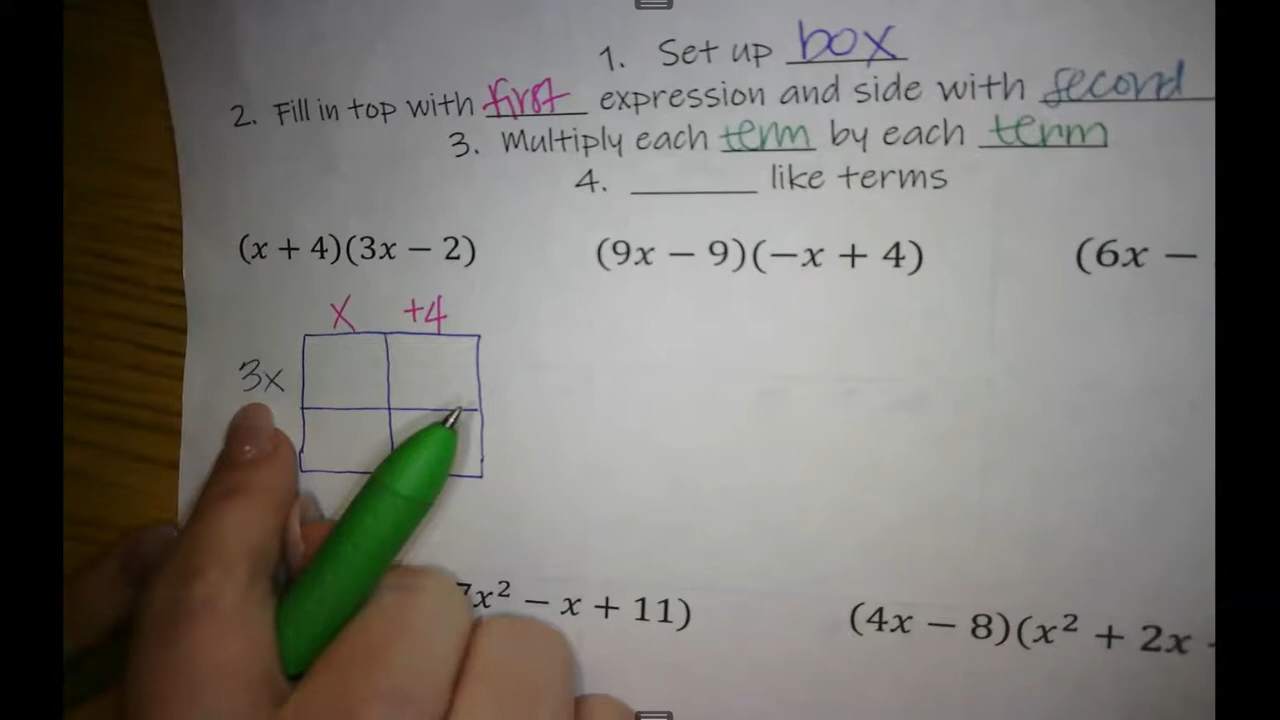 1. Set up box
2. Fill in top with first expression and side with second
3. Multiply each term by each term
4. ______ like terms
(x + 4)(3x − 2) (9x − 9)(−x + 4) (6x −
x +4
3x
7x² − x + 11) (4x − 8)(x² + 2x